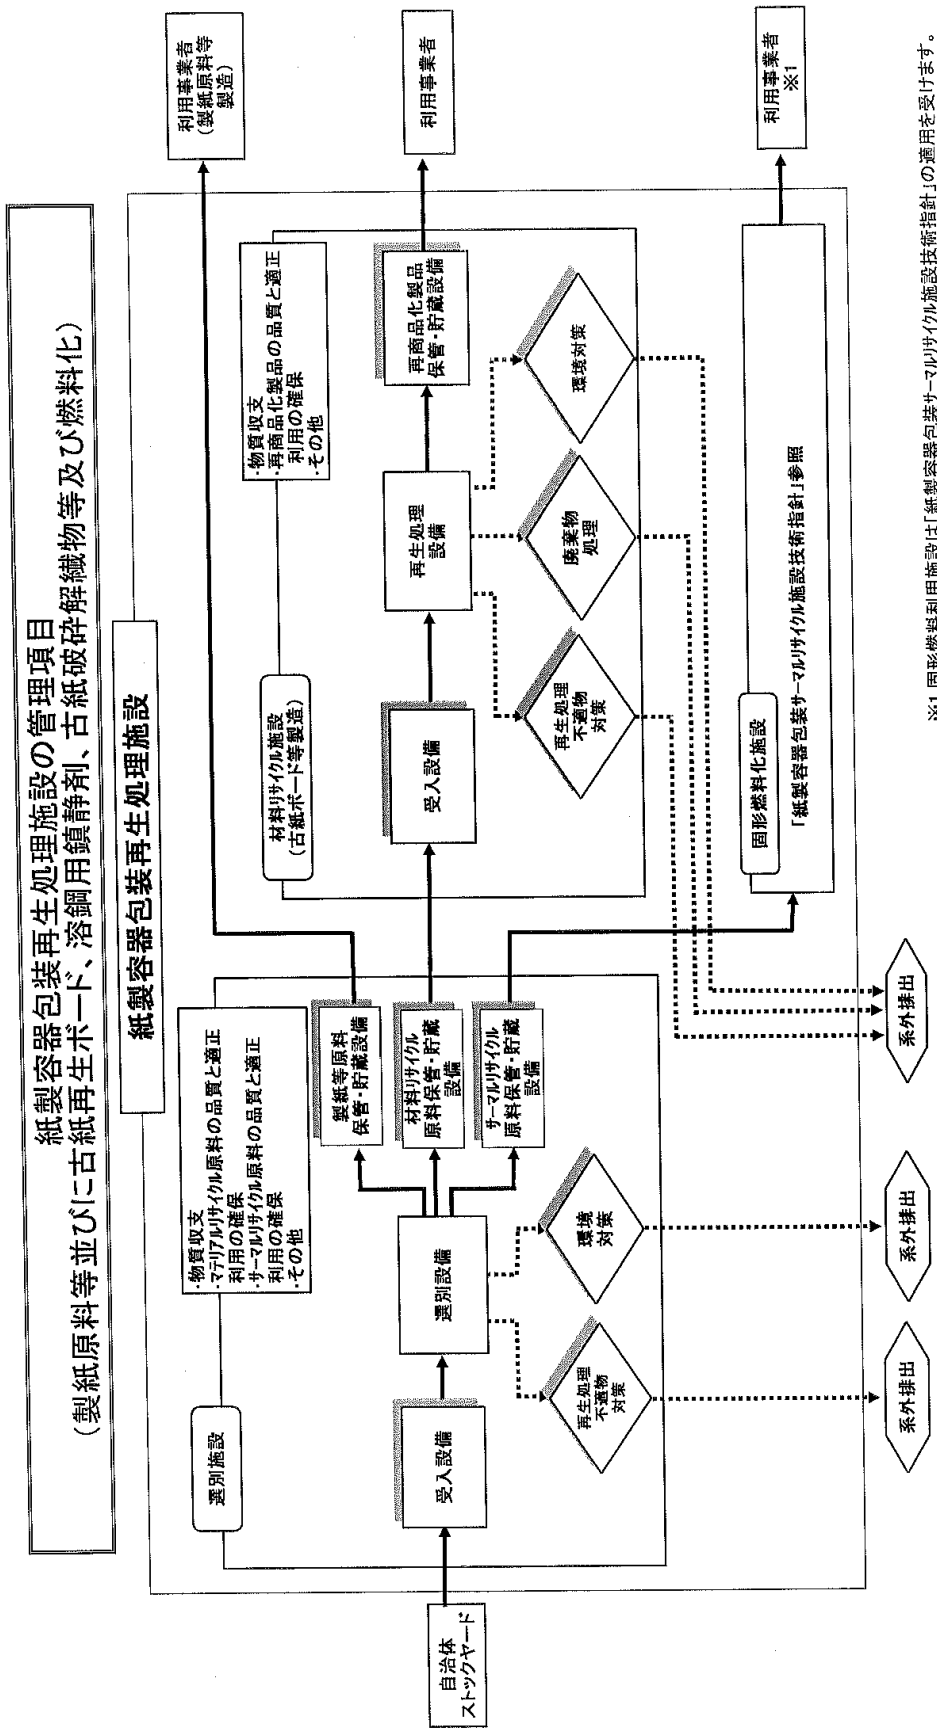 紙製容器包装再生処理施設の管理項目
(製紙原料等並びに古紙再生ボード、溶鋼用鎮静剤、古紙破砕解繊物等及び燃料化)
紙製容器包装再生処理施設
選別施設
・物質収支
・マテリアルリサイクル原料の品質と適正
利用の確保
・サーマルリサイクル原料の品質と適正
利用の確保
・その他
自治体
ストックヤード
受入設備
選別設備
製紙等原料
保管・貯蔵設備
材料リサイクル
原料保管・貯蔵
設備
サーマルリサイクル
原料保管・貯蔵
設備
再生処理
不適物
対策
環境
対策
系外排出
系外排出
材料リサイクル施設
(古紙ボード等製造)
・物質収支
・再商品化製品の品質と適正
利用の確保
・その他
受入設備
再生処理
設備
再商品化製品
保管・貯蔵設備
再生処理
不適物
対策
廃棄物
処理
環境対策
系外排出
固形燃料化施設
「紙製容器包装サーマルリサイクル施設技術指針」参照
利用事業者
(製紙原料等
製造)
利用事業者
利用事業者
※1
※1 固形燃料利用施設は「紙製容器包装サーマルリサイクル施設技術指針」の適用を受けます。